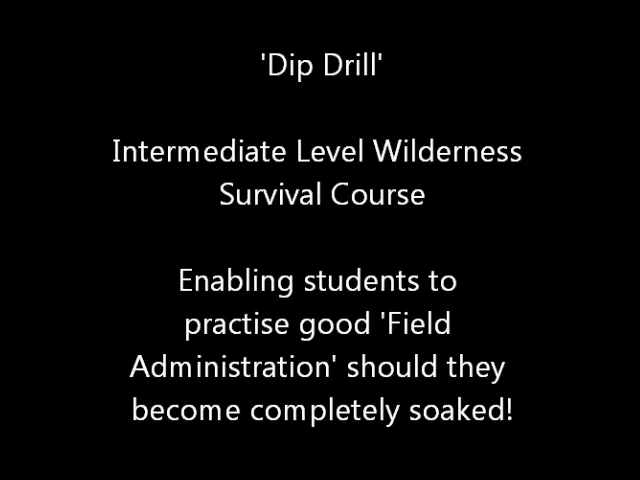 'Dip Drill'
Intermediate Level Wilderness
Survival Course
Enabling students to
practise good 'Field
Administration' should they
become completely soaked!